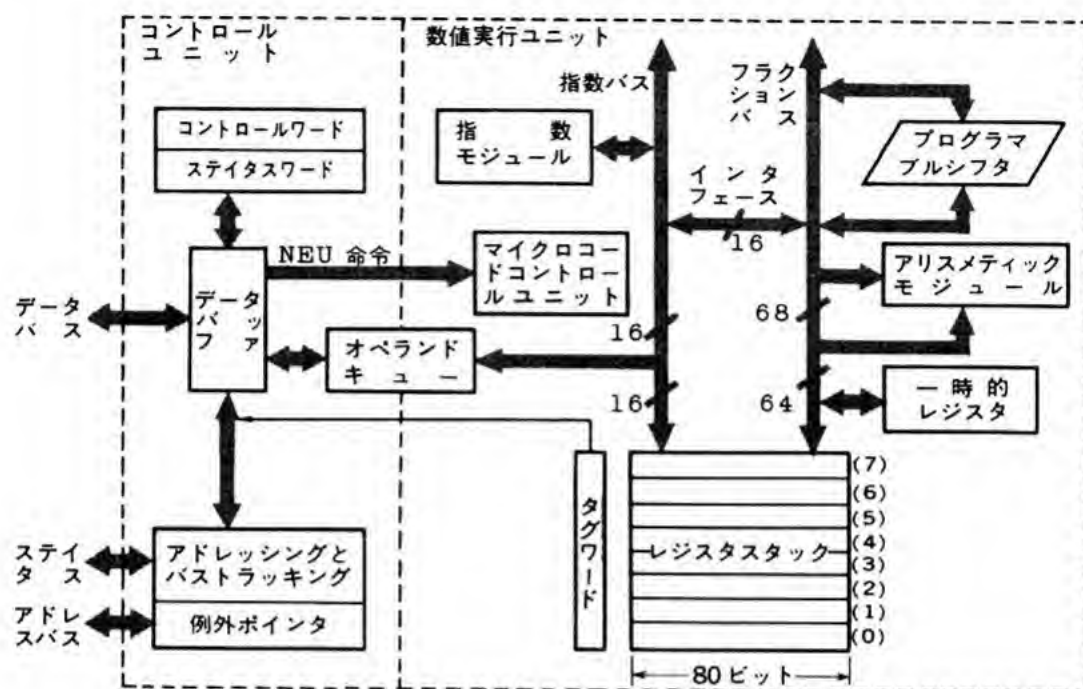 コントロール
ユニット
数値実行ユニット
コントロールワード
ステイタスワード
データ
バス
データ
バッ
ファ
NEU 命令
マイクロコー
ドコントロー
ルユニット
オペランド
キュー
指数
モジュール
指数バス
インタ
フェース
16
フラク
ション
バス
プログラマ
ブルシフタ
アリスメティック
モジュール
一時的
レジスタ
16
16
68
64
ステイ
タス
アドレ
スバス
アドレッシングと
バストラッキング
例外ポインタ
タグワード
レジスタスタック
(7)
(6)
(5)
(4)
(3)
(2)
(1)
(0)
80ビット